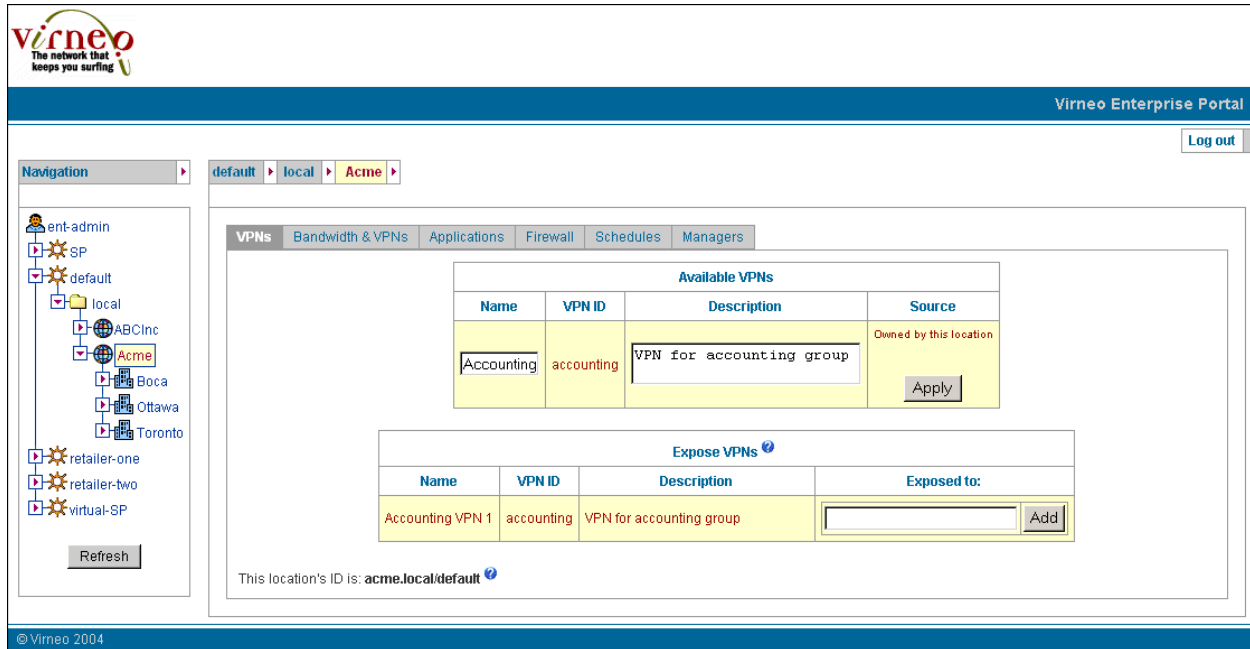 Virneo
The network that
keeps you surfing
Virneo Enterprise Portal
Log out
Navigation
default local Acme
ent-admin
SP
default
local
ABCInc
Acme
Boca
Ottawa
Toronto
retailer-one
retailer-two
virtual-SP
Refresh
VPNs Bandwidth & VPNs Applications Firewall Schedules Managers
Available VPNs
Name VPN ID Description Source
Accounting accounting VPN for accounting group Owned by this location
Apply
Expose VPNs ?
Name VPN ID Description Exposed to:
Accounting VPN 1 accounting VPN for accounting group Add
This location's ID is: acme.local/default ?
© Virneo 2004